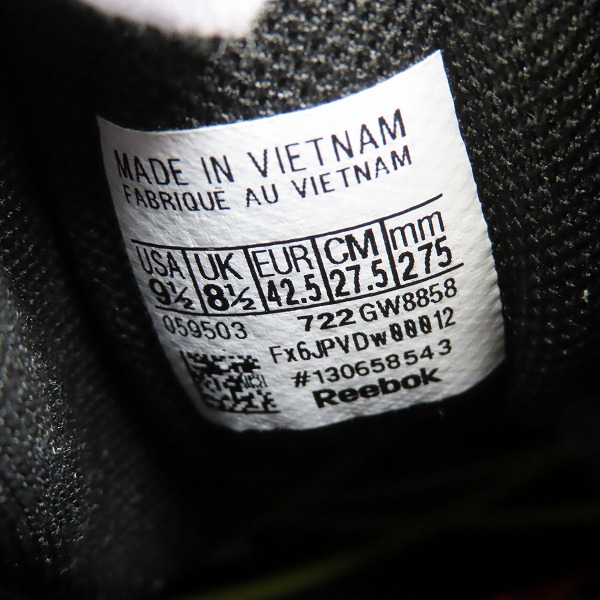 MADE IN VIETNAM
FABRIQUÉ AU VIETNAM
USA UK EUR CM mm
9½ 8½ 42.5 27.5 275
059503 722 GW8858
Fx6JPVDw00012
#130658543
Reebok